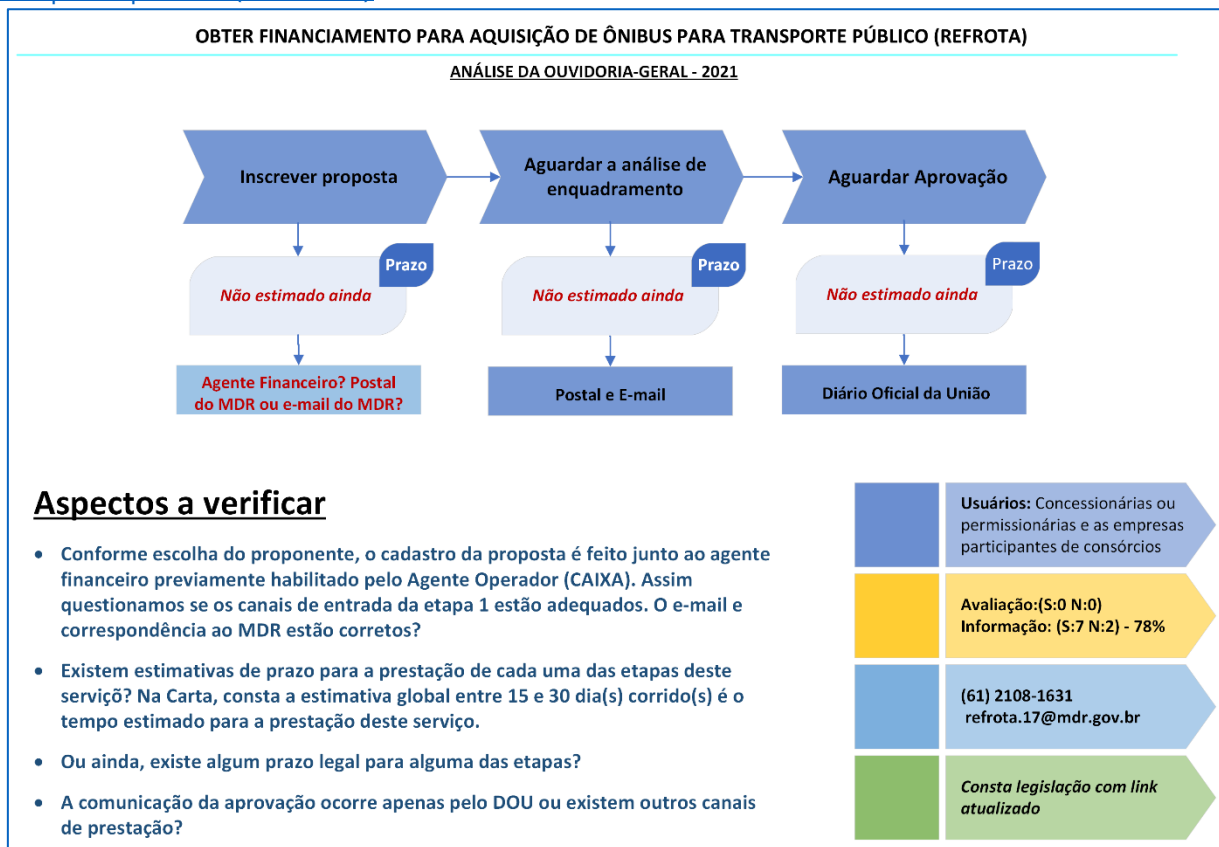 OBTER FINANCIAMENTO PARA AQUISIÇÃO DE ÔNIBUS PARA TRANSPORTE PÚBLICO (REFROTA)
ANÁLISE DA OUVIDORIA-GERAL - 2021
Inscrever proposta
Aguardar a análise de
enquadramento
Aguardar Aprovação
Prazo
Não estimado ainda
Prazo
Não estimado ainda
Prazo
Não estimado ainda
Agente Financeiro? Postal
do MDR ou e-mail do MDR?
Postal e E-mail
Diário Oficial da União
Aspectos a verificar
• Conforme escolha do proponente, o cadastro da proposta é feito junto ao agente
financeiro previamente habilitado pelo Agente Operador (CAIXA). Assim
questionamos se os canais de entrada da etapa 1 estão adequados. O e-mail e
correspondência ao MDR estão corretos?
• Existem estimativas de prazo para a prestação de cada uma das etapas deste
serviçõ? Na Carta, consta a estimativa global entre 15 e 30 dia(s) corrido(s) é o
tempo estimado para a prestação deste serviço.
• Ou ainda, existe algum prazo legal para alguma das etapas?
• A comunicação da aprovação ocorre apenas pelo DOU ou existem outros canais
de prestação?
Usuários: Concessionárias ou
permissionárias e as empresas
participantes de consórcios
Avaliação:(S:0 N:0)
Informação: (S:7 N:2) - 78%
(61) 2108-1631
refrota.17@mdr.gov.br
Consta legislação com link
atualizado